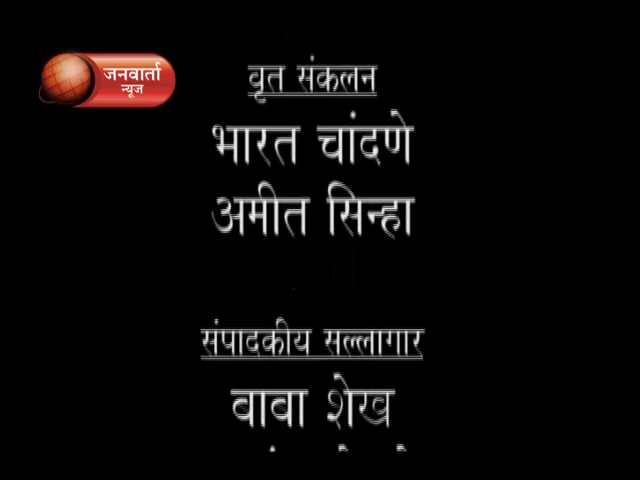 जनवार्ता
न्यूज
वृत संकलन
भारत चांदणे
अमीत सिन्हा
संपादकीय सल्लागार
बाबा शेख